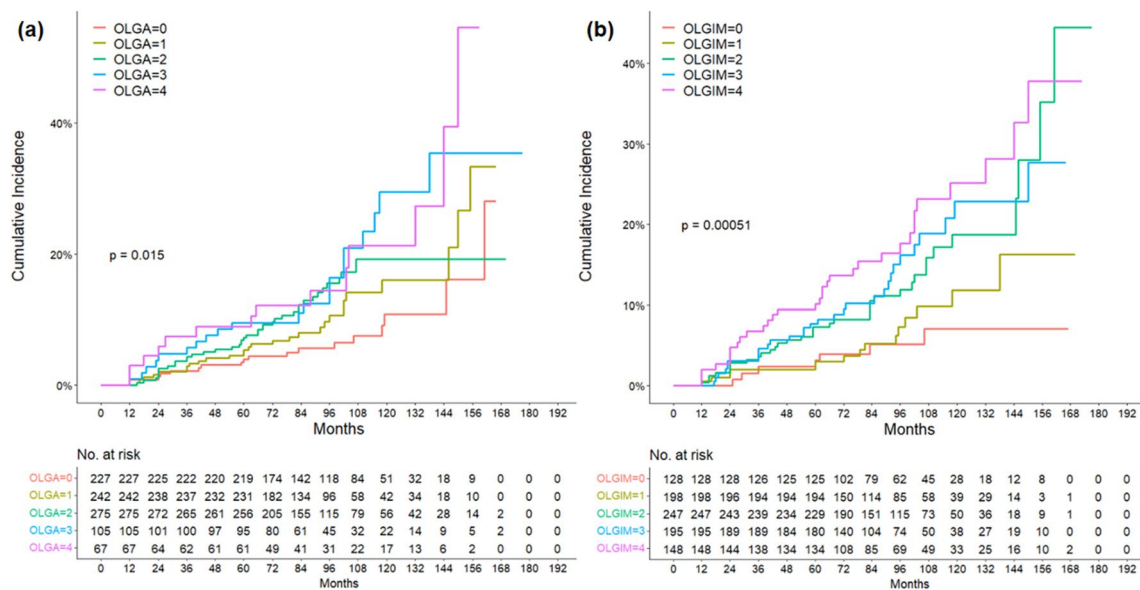 (a)
OLGA=0
OLGA=1
OLGA=2
OLGA=3
OLGA=4
40%
20%
0%
Cumulative Incidence
p = 0.015
0 12 24 36 48 60 72 84 96 108 120 132 144 156 168 180 192
Months
No. at risk
OLGA=0 227 227 225 222 220 219 174 142 118 84 51 32 18 9 0 0 0
OLGA=1 242 242 238 237 232 231 182 134 96 58 42 34 18 10 0 0 0
OLGA=2 275 275 272 265 261 256 205 155 115 79 56 42 28 14 2 0 0
OLGA=3 105 105 101 100 97 95 80 61 45 32 22 14 9 5 2 0 0
OLGA=4 67 67 64 62 61 61 49 41 31 22 17 13 6 2 0 0 0
0 12 24 36 48 60 72 84 96 108 120 132 144 156 168 180 192
Months
(b)
OLGIM=0
OLGIM=1
OLGIM=2
OLGIM=3
OLGIM=4
40%
30%
20%
10%
0%
Cumulative Incidence
p = 0.00051
0 12 24 36 48 60 72 84 96 108 120 132 144 156 168 180 192
Months
No. at risk
OLGIM=0 128 128 128 126 125 125 102 79 62 45 28 18 12 8 0 0 0
OLGIM=1 198 198 196 194 194 194 150 114 85 58 39 29 14 3 1 0 0
OLGIM=2 247 247 243 239 234 229 190 151 115 73 50 36 18 9 1 0 0
OLGIM=3 195 195 189 189 184 180 140 104 74 50 38 27 19 10 0 0 0
OLGIM=4 148 148 144 138 134 134 108 85 69 49 33 25 16 10 2 0 0
0 12 24 36 48 60 72 84 96 108 120 132 144 156 168 180 192
Months